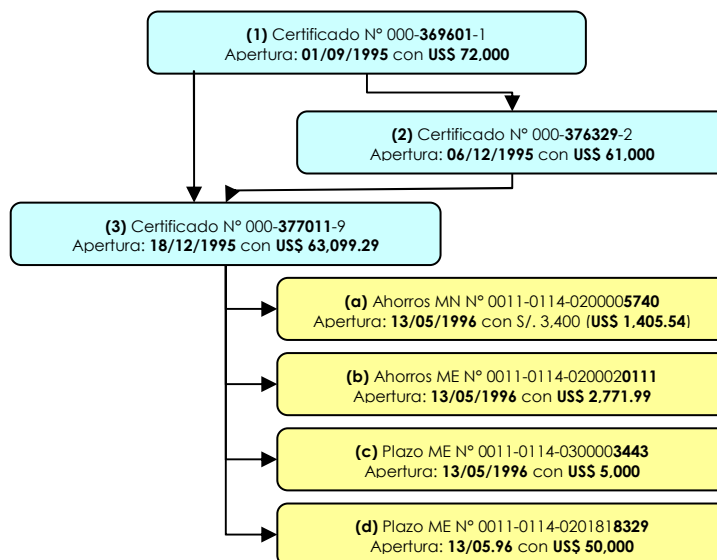 (1) Certificado N° 000-369601-1
Apertura: 01/09/1995 con US$ 72,000
(2) Certificado N° 000-376329-2
Apertura: 06/12/1995 con US$ 61,000
(3) Certificado N° 000-377011-9
Apertura: 18/12/1995 con US$ 63,099.29
(a) Ahorros MN N° 0011-0114-0200005740
Apertura: 13/05/1996 con S/. 3,400 (US$ 1,405.54)
(b) Ahorros ME N° 0011-0114-0200020111
Apertura: 13/05/1996 con US$ 2,771.99
(c) Plazo ME N° 0011-0114-0300003443
Apertura: 13/05/1996 con US$ 5,000
(d) Plazo ME N° 0011-0114-0201818329
Apertura: 13/05.96 con US$ 50,000